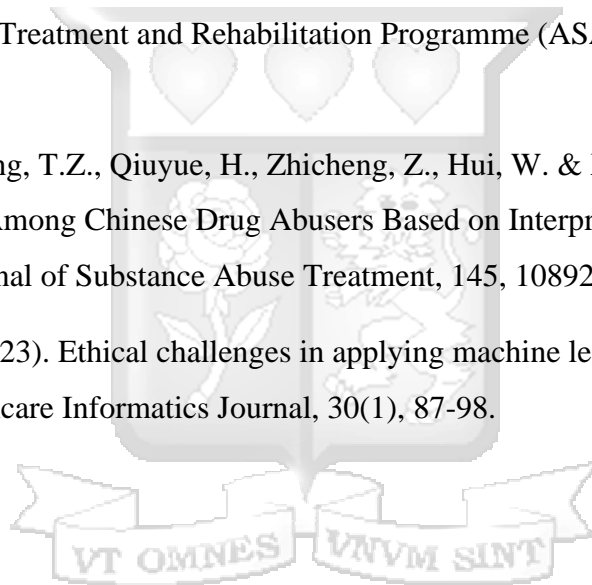 Treatment and Rehabilitation Programme (ASA
ng, T.Z., Qiuyue, H., Zhicheng, Z., Hui, W. &
Among Chinese Drug Abusers Based on Interpr
nal of Substance Abuse Treatment, 145, 10892
23). Ethical challenges in applying machine le
care Informatics Journal, 30(1), 87-98.
VT OMNES VNVM SINT